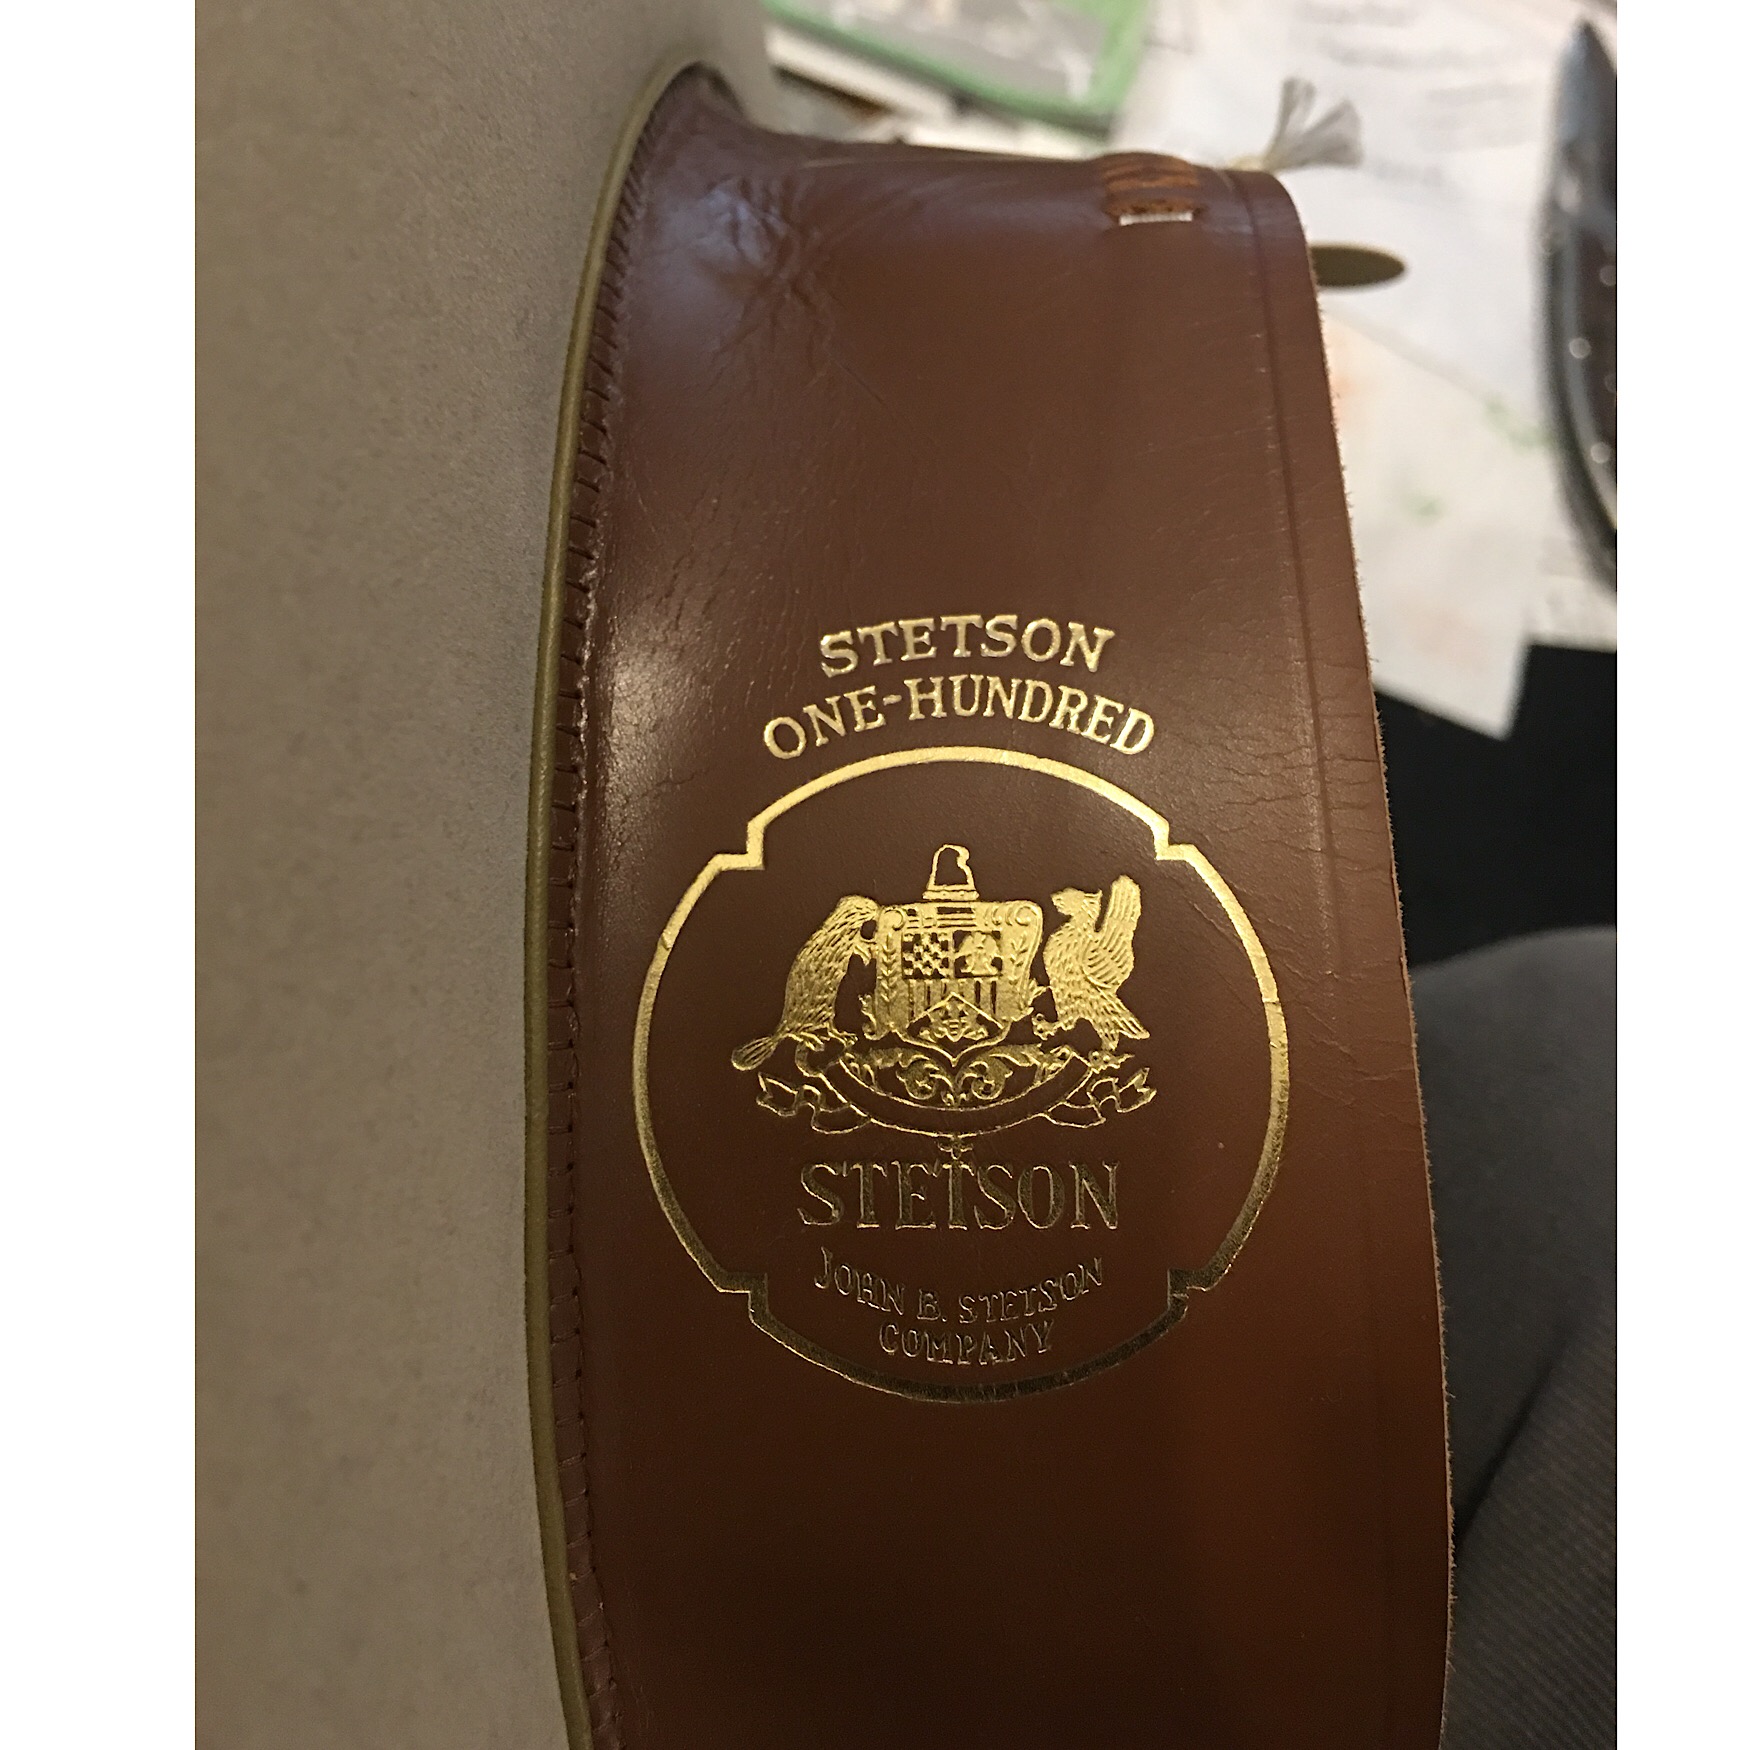 STETSON
ONE-HUNDRED
STETSON
JOHN B. STETSON
COMPANY